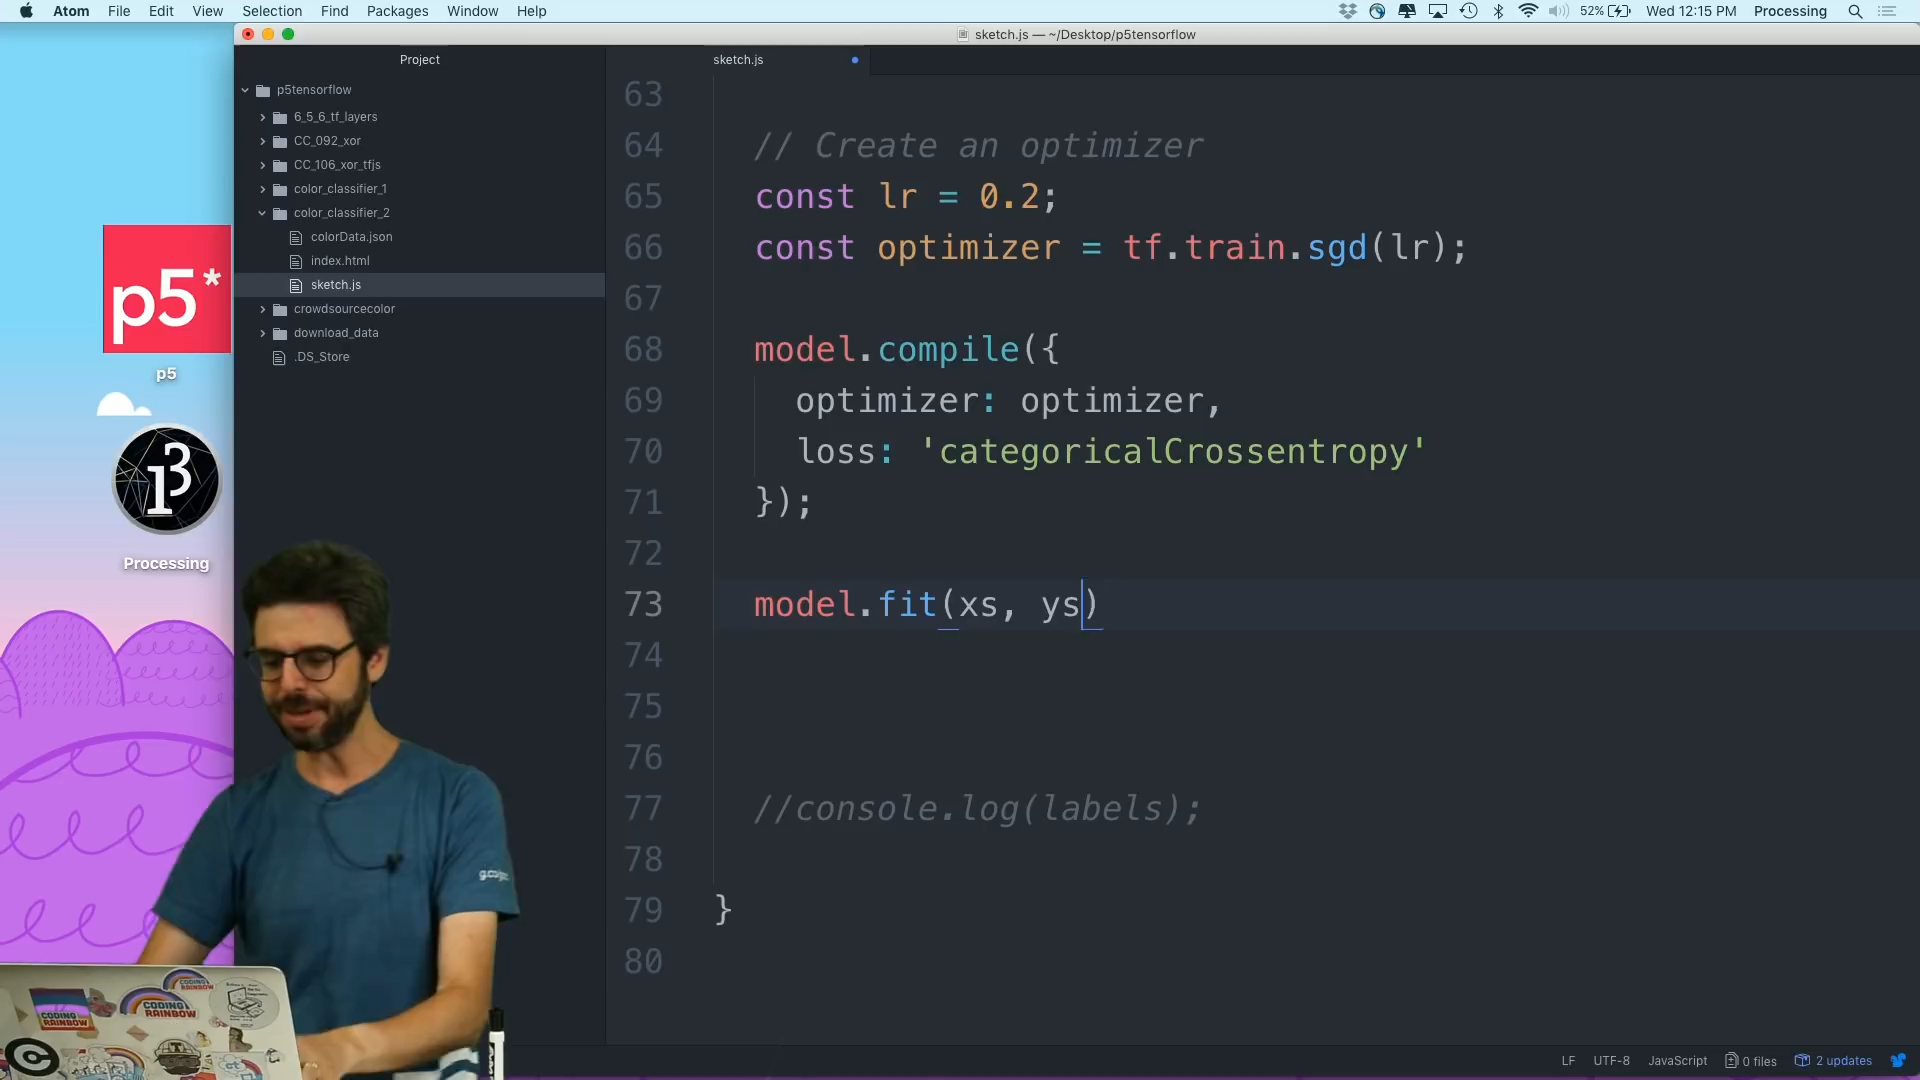 Atom File Edit View Selection Find Packages Window Help
52% Wed 12:15 PM Processing
sketch.js — ~/Desktop/p5tensorflow
Project
sketch.js
p5tensorflow
6_5_6_tf_layers
CC_092_xor
CC_106_xor_tfjs
color_classifier_1
color_classifier_2
colorData.json
index.html
sketch.js
crowdsourcecolor
download_data
.DS_Store
p5*
p5
Processing
63
64 // Create an optimizer
65 const lr = 0.2;
66 const optimizer = tf.train.sgd(lr);
67
68 model.compile({
69 optimizer: optimizer,
70 loss: 'categoricalCrossentropy'
71 });
72
73 model.fit(xs, ys)
74
75
76
77 //console.log(labels);
78
79 }
80
CODING RAINBOW
CODING RAINBOW
CODING RAINBOW
LF UTF-8 JavaScript 0 files 2 updates